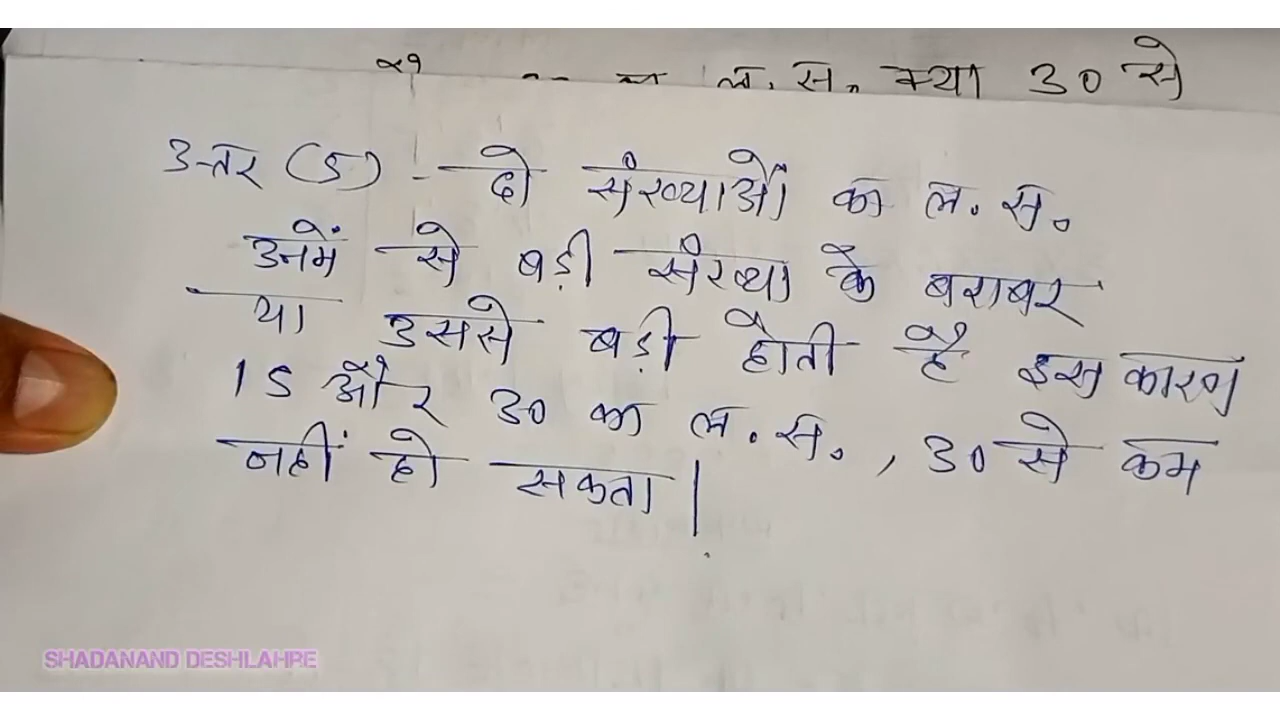 ल. स. क्या 30 से
उत्तर (5) - दो संख्याओं का ल. स.
उनमें से बड़ी संख्या के बराबर
या उससे बड़ी होती है इस कारण
15 और 30 का ल. स., 30 से कम
नहीं हो सकता।
SHADANAND DESHLAHRE